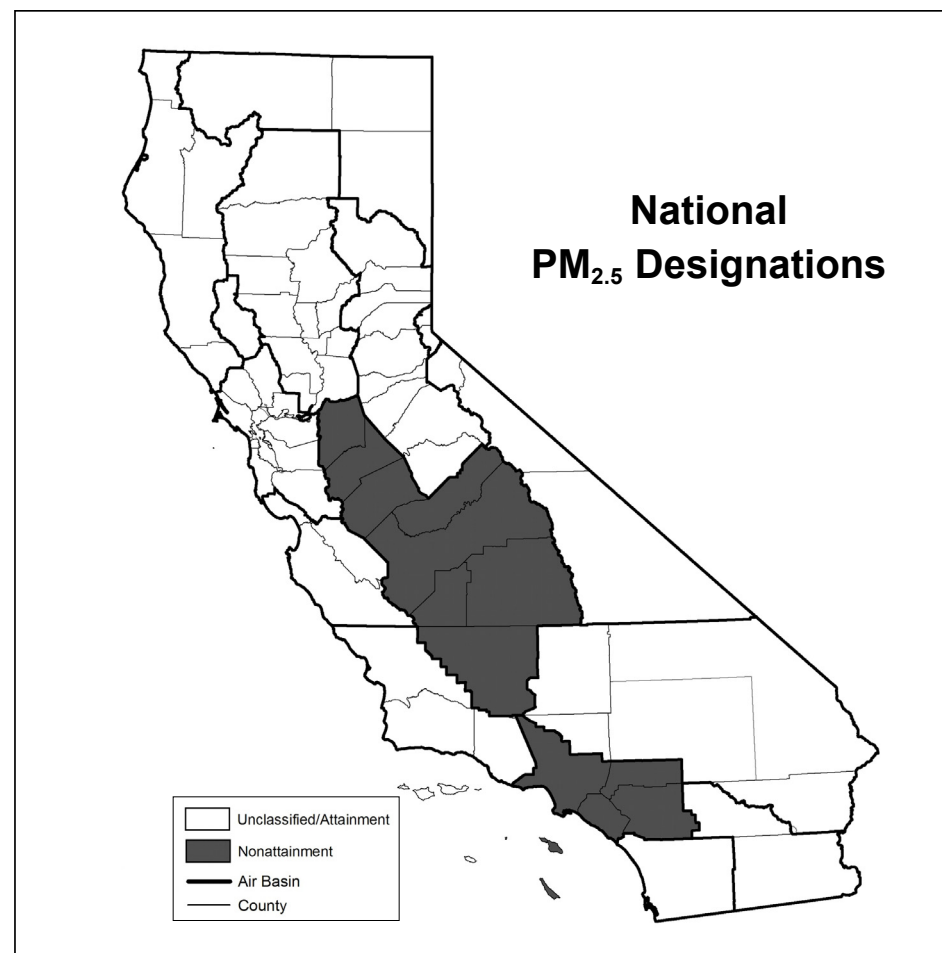 National
PM2.5 Designations
Unclassified/Attainment
Nonattainment
Air Basin
County